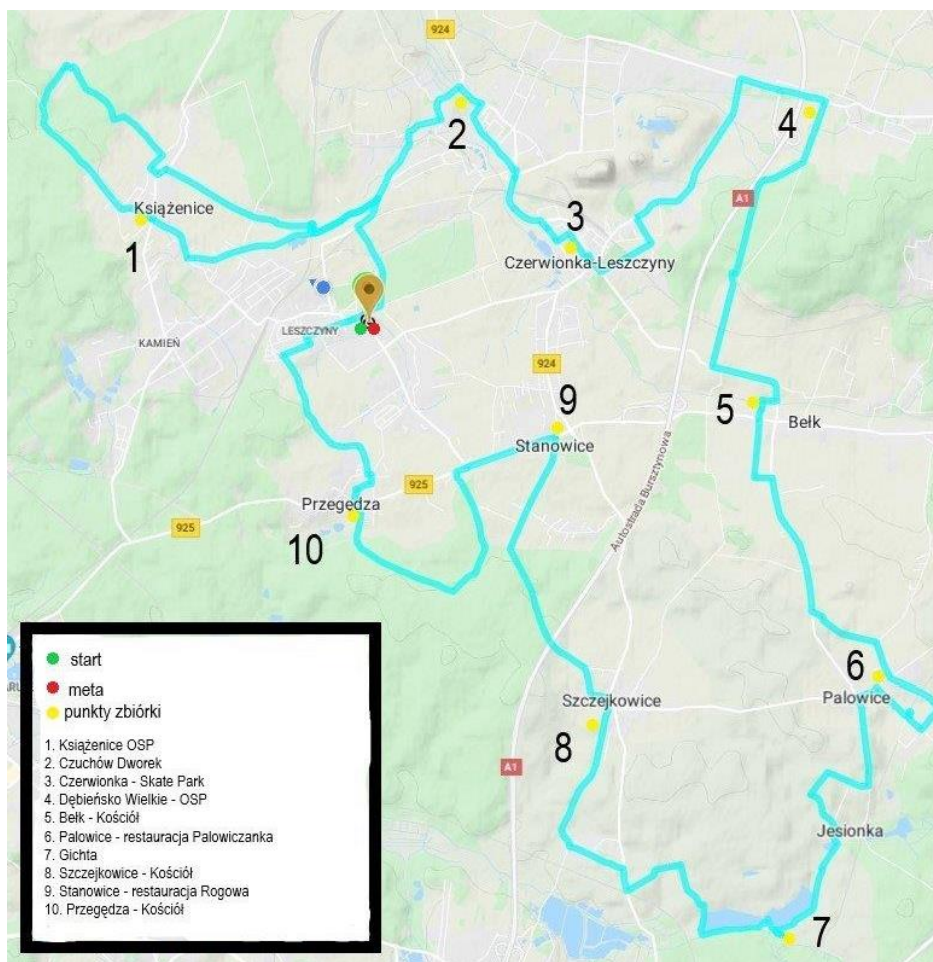 924
2
4
A1
Książenice
3
1
Czerwionka-Leszczyny
LESZCZYNY
KAMIEŃ
924
9
5
Bełk
Stanowice
Autostrada Bursztynowa
925
Przegędza
925
10
6
Szczejkowice
Palowice
8
A1
Jesionka
7
start
meta
punkty zbiórki
1. Książenice OSP
2. Czuchów Dworek
3. Czerwionka - Skate Park
4. Dębieńsko Wielkie - OSP
5. Bełk - Kościół
6. Palowice - restauracja Palowiczanka
7. Gichta
8. Szczejkowice - Kościół
9. Stanowice - restauracja Rogowa
10. Przegędza - Kościół